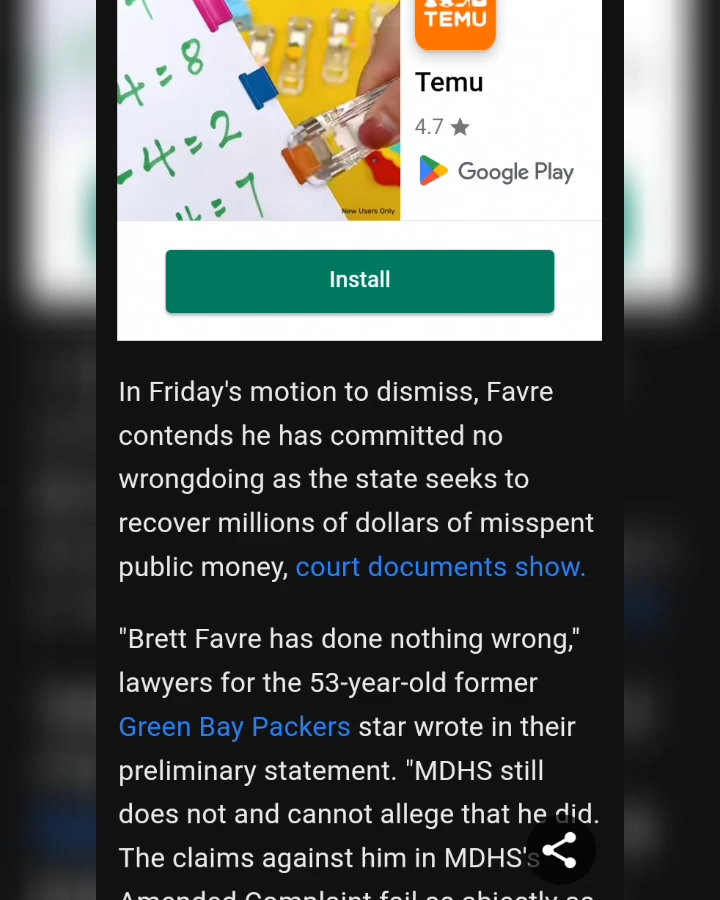 4=8
-4=2
=7
New Users Only
TEMU
Temu
4.7
Google Play
Install
In Friday's motion to dismiss, Favre
contends he has committed no
wrongdoing as the state seeks to
recover millions of dollars of misspent
public money, court documents show.
"Brett Favre has done nothing wrong,"
lawyers for the 53-year-old former
Green Bay Packers star wrote in their
preliminary statement. "MDHS still
does not and cannot allege that he did.
The claims against him in MDHS's
Amended Complaint fail as